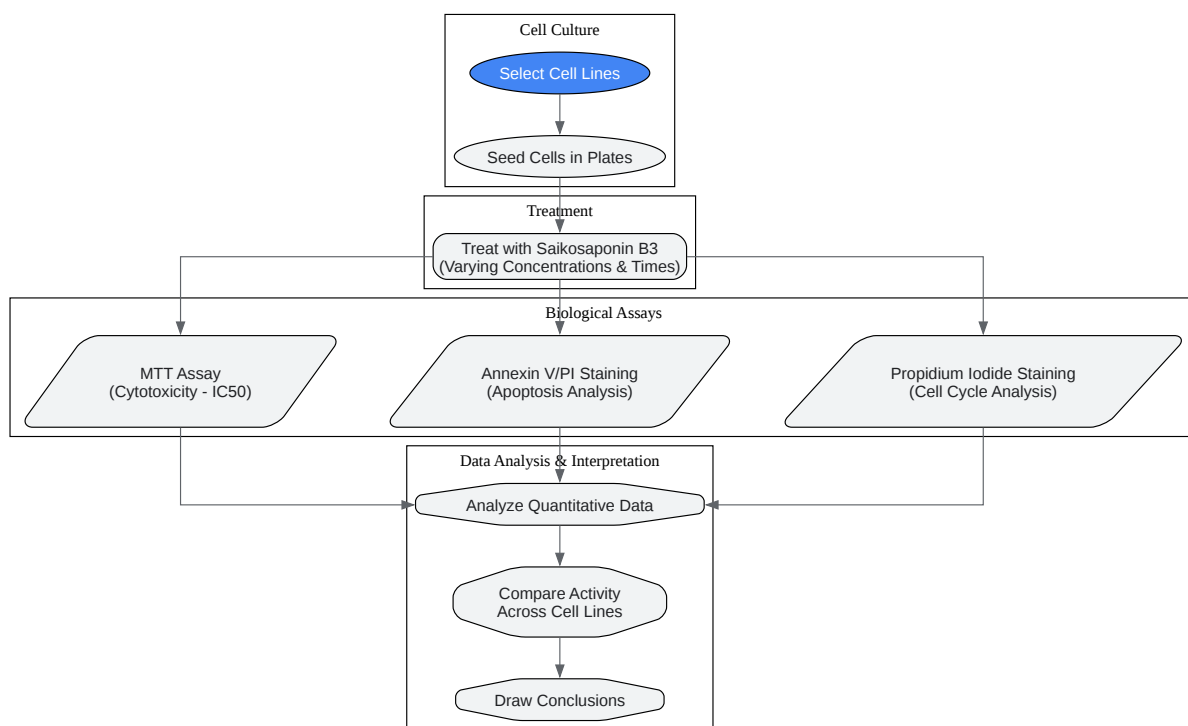 Cell Culture
Select Cell Lines
Seed Cells in Plates
Treatment
Treat with Saikosaponin B3
(Varying Concentrations & Times)
Biological Assays
MTT Assay
(Cytotoxicity - IC50)
Annexin V/PI Staining
(Apoptosis Analysis)
Propidium Iodide Staining
(Cell Cycle Analysis)
Data Analysis & Interpretation
Analyze Quantitative Data
Compare Activity
Across Cell Lines
Draw Conclusions